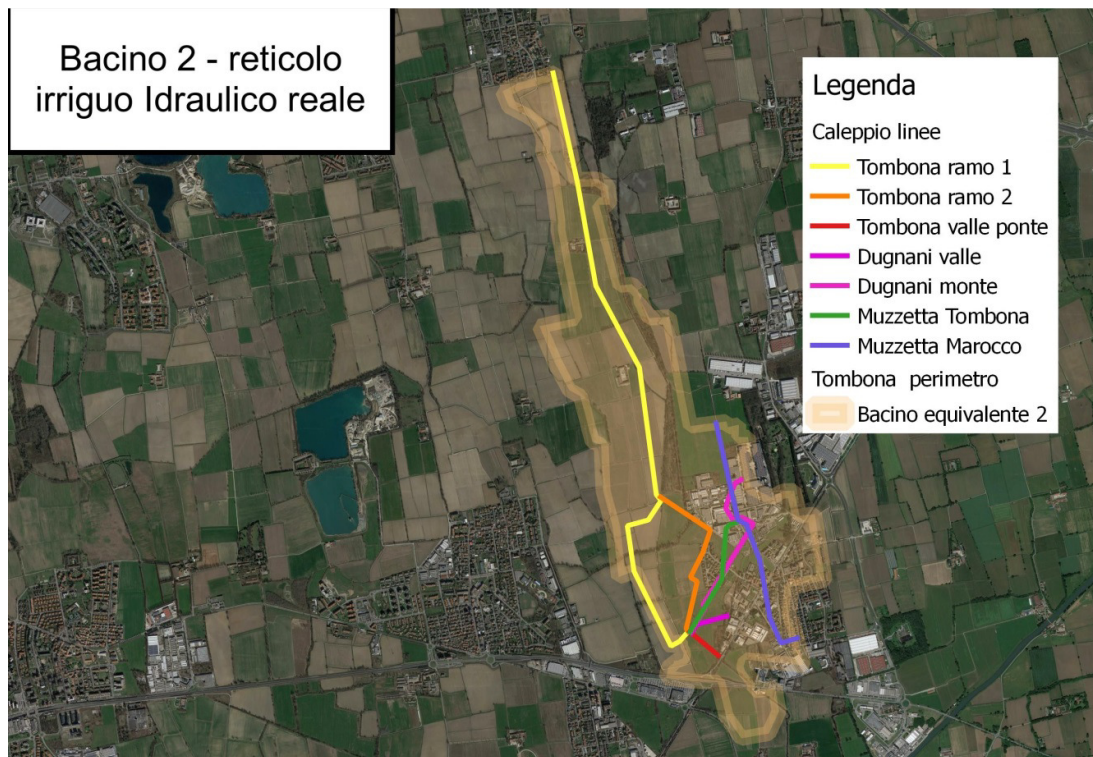 Bacino 2 - reticolo
irriguo Idraulico reale
Legenda
Caleppio linee
Tombona ramo 1
Tombona ramo 2
Tombona valle ponte
Dugnani valle
Dugnani monte
Muzzetta Tombona
Muzzetta Marocco
Tombona perimetro
Bacino equivalente 2